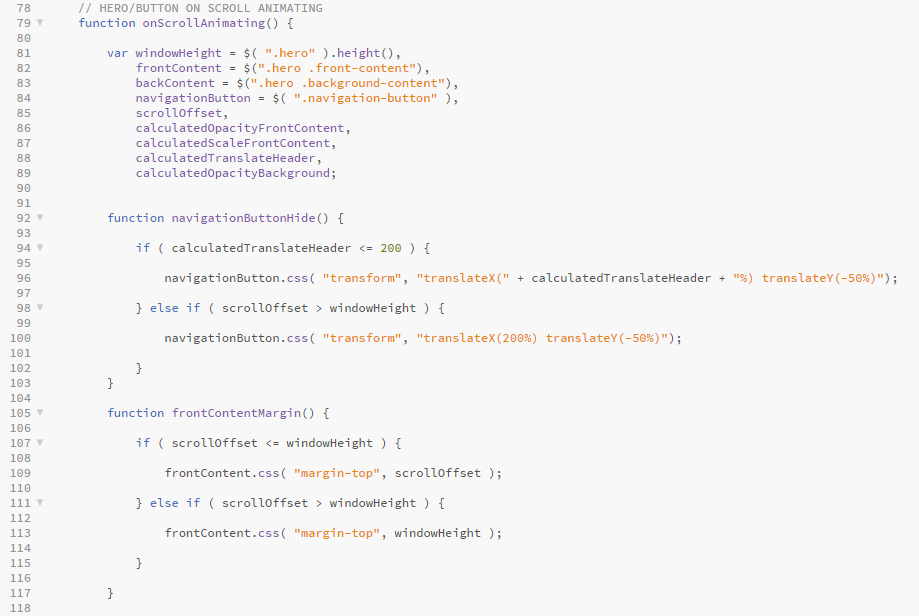 78 // HERO/BUTTON ON SCROLL ANIMATING
79 function onScrollAnimating() {
80
81 var windowHeight = $( ".hero" ).height(),
82 frontContent = $(".hero .front-content"),
83 backContent = $(".hero .background-content"),
84 navigationButton = $( ".navigation-button" ),
85 scrollOffset,
86 calculatedOpacityFrontContent,
87 calculatedScaleFrontContent,
88 calculatedTranslateHeader,
89 calculatedOpacityBackground;
90
91
92 function navigationButtonHide() {
93
94 if ( calculatedTranslateHeader <= 200 ) {
95
96 navigationButton.css( "transform", "translateX(" + calculatedTranslateHeader + "%) translateY(-50%)");
97
98 } else if ( scrollOffset > windowHeight ) {
99
100 navigationButton.css( "transform", "translateX(200%) translateY(-50%)");
101
102 }
103 }
104
105 function frontContentMargin() {
106
107 if ( scrollOffset <= windowHeight ) {
108
109 frontContent.css( "margin-top", scrollOffset );
110
111 } else if ( scrollOffset > windowHeight ) {
112
113 frontContent.css( "margin-top", windowHeight );
114
115 }
116
117 }
118